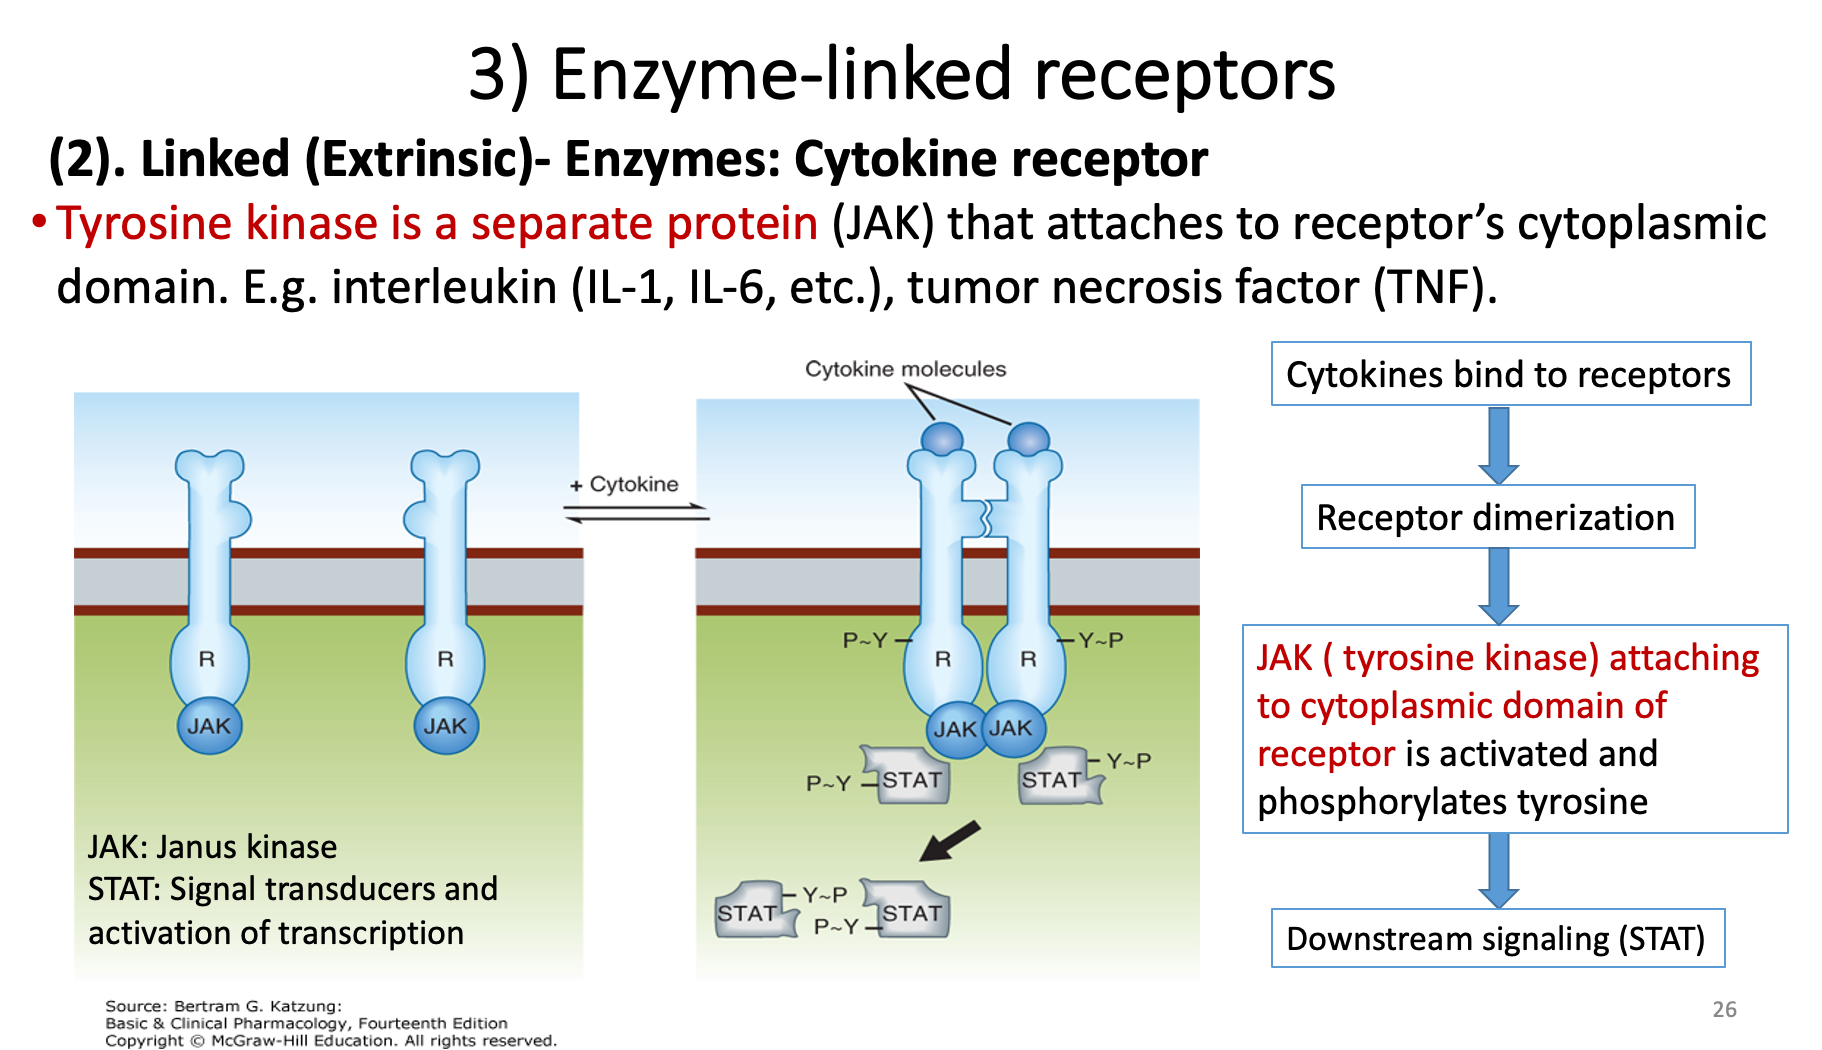 3) Enzyme-linked receptors
(2). Linked (Extrinsic)- Enzymes: Cytokine receptor
• Tyrosine kinase is a separate protein (JAK) that attaches to receptor’s cytoplasmic
domain. E.g. interleukin (IL-1, IL-6, etc.), tumor necrosis factor (TNF).
R
JAK
R
JAK
JAK: Janus kinase
STAT: Signal transducers and
activation of transcription
+ Cytokine
Cytokine molecules
P~Y
R
R
Y~P
JAK
JAK
P~Y
STAT
STAT
Y~P
STAT
Y~P
P~Y
STAT
Cytokines bind to receptors
Receptor dimerization
JAK ( tyrosine kinase) attaching
to cytoplasmic domain of
receptor is activated and
phosphorylates tyrosine
Downstream signaling (STAT)
Source: Bertram G. Katzung:
Basic & Clinical Pharmacology, Fourteenth Edition
Copyright © McGraw-Hill Education. All rights reserved.
26